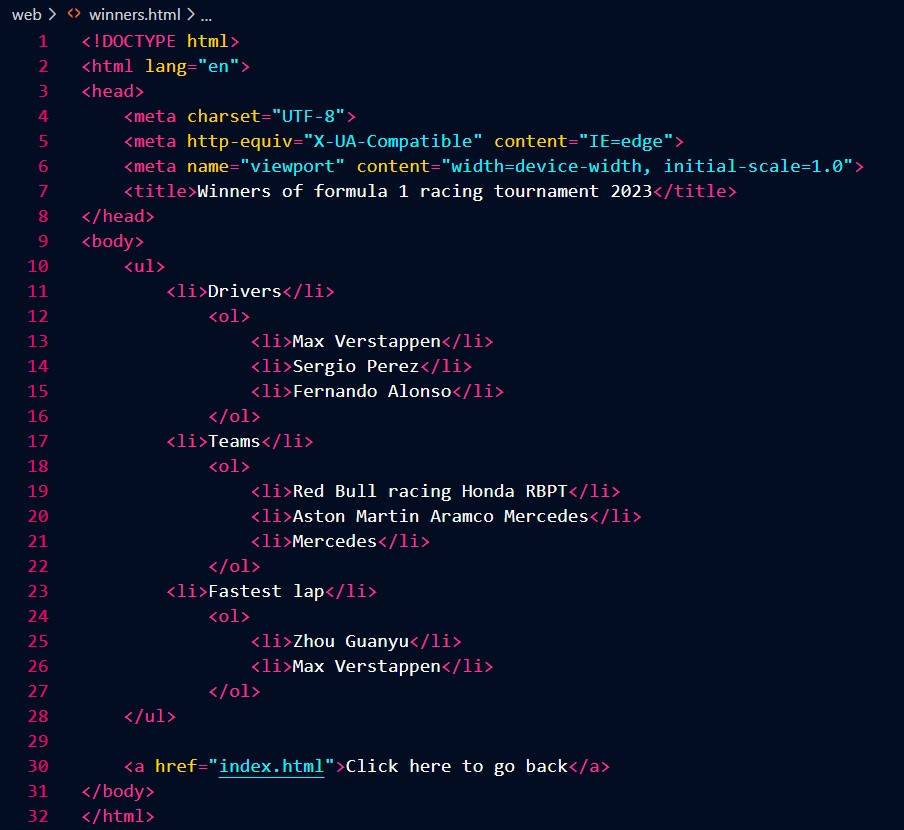 web > <> winners.html > ...
1 <!DOCTYPE html>
2 <html lang="en">
3 <head>
4     <meta charset="UTF-8">
5     <meta http-equiv="X-UA-Compatible" content="IE=edge">
6     <meta name="viewport" content="width=device-width, initial-scale=1.0">
7     <title>Winners of formula 1 racing tournament 2023</title>
8 </head>
9 <body>
10     <ul>
11         <li>Drivers</li>
12             <ol>
13                 <li>Max Verstappen</li>
14                 <li>Sergio Perez</li>
15                 <li>Fernando Alonso</li>
16             </ol>
17         <li>Teams</li>
18             <ol>
19                 <li>Red Bull racing Honda RBPT</li>
20                 <li>Aston Martin Aramco Mercedes</li>
21                 <li>Mercedes</li>
22             </ol>
23         <li>Fastest lap</li>
24             <ol>
25                 <li>Zhou Guanyu</li>
26                 <li>Max Verstappen</li>
27             </ol>
28     </ul>
29
30     <a href="index.html">Click here to go back</a>
31 </body>
32 </html>